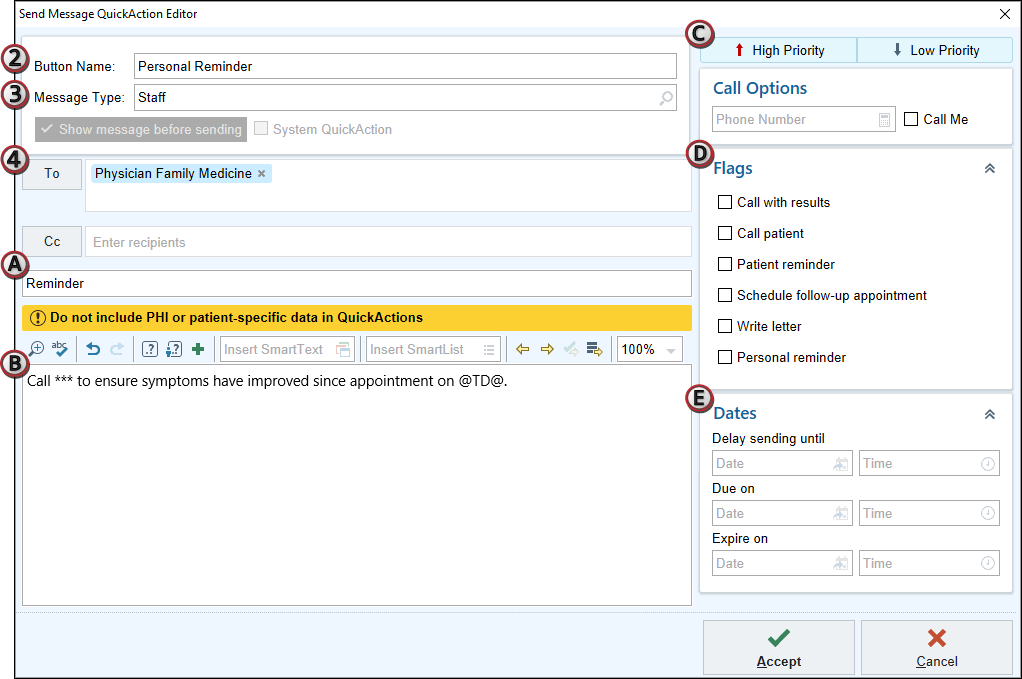 Send Message QuickAction Editor
2
Button Name:
Personal Reminder
3
Message Type:
Staff
Show message before sending
System QuickAction
4
To
Physician Family Medicine ×
Cc
Enter recipients
A
Reminder
Do not include PHI or patient-specific data in QuickActions
abc
Insert SmartText
Insert SmartList
100%
B
Call *** to ensure symptoms have improved since appointment on @TD@.
C
High Priority
Low Priority
Call Options
Phone Number
Call Me
D
Flags
Call with results
Call patient
Patient reminder
Schedule follow-up appointment
Write letter
Personal reminder
E
Dates
Delay sending until
Date
Time
Due on
Date
Time
Expire on
Date
Time
Accept
Cancel